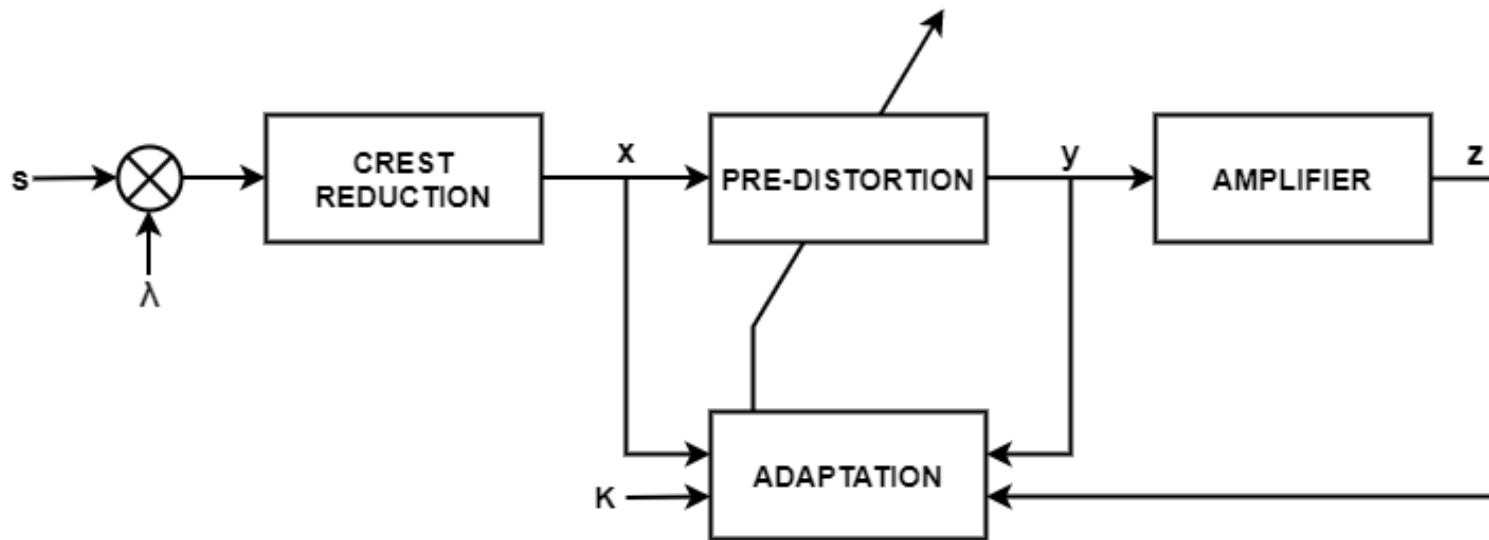 s
λ
CREST
REDUCTION
x
PRE-DISTORTION
y
AMPLIFIER
z
K
ADAPTATION